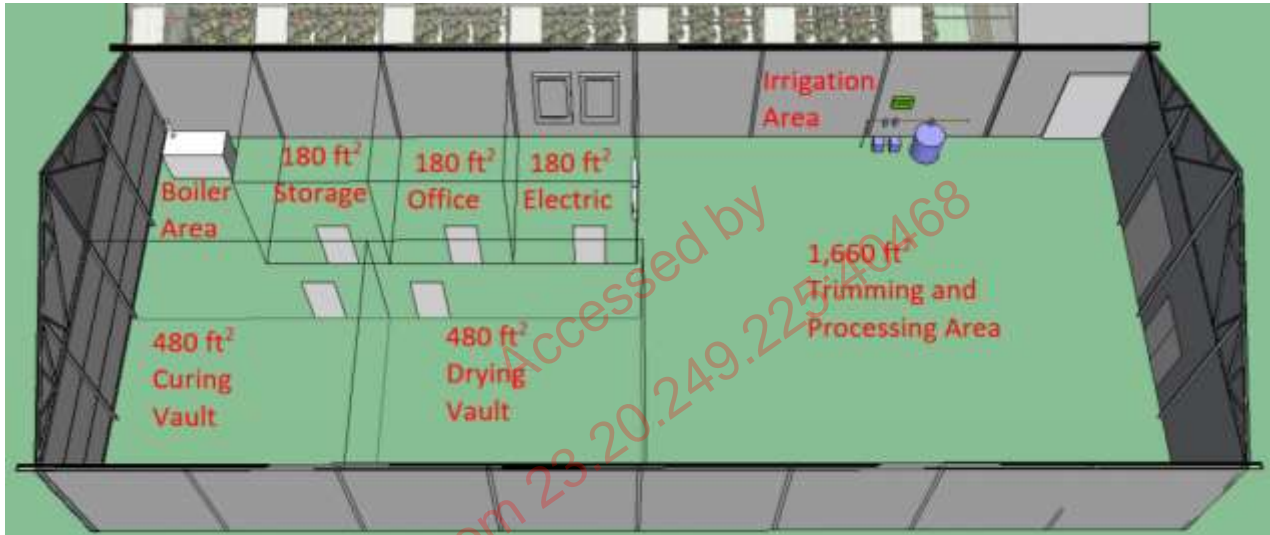 Irrigation
Area
180 ft²
Storage
180 ft²
Office
180 ft²
Electric
Boiler
Area
1,660 ft²
Trimming and
Processing Area
480 ft²
Curing
Vault
480 ft²
Drying
Vault
Accessed by
om 23.20.249.225.40468